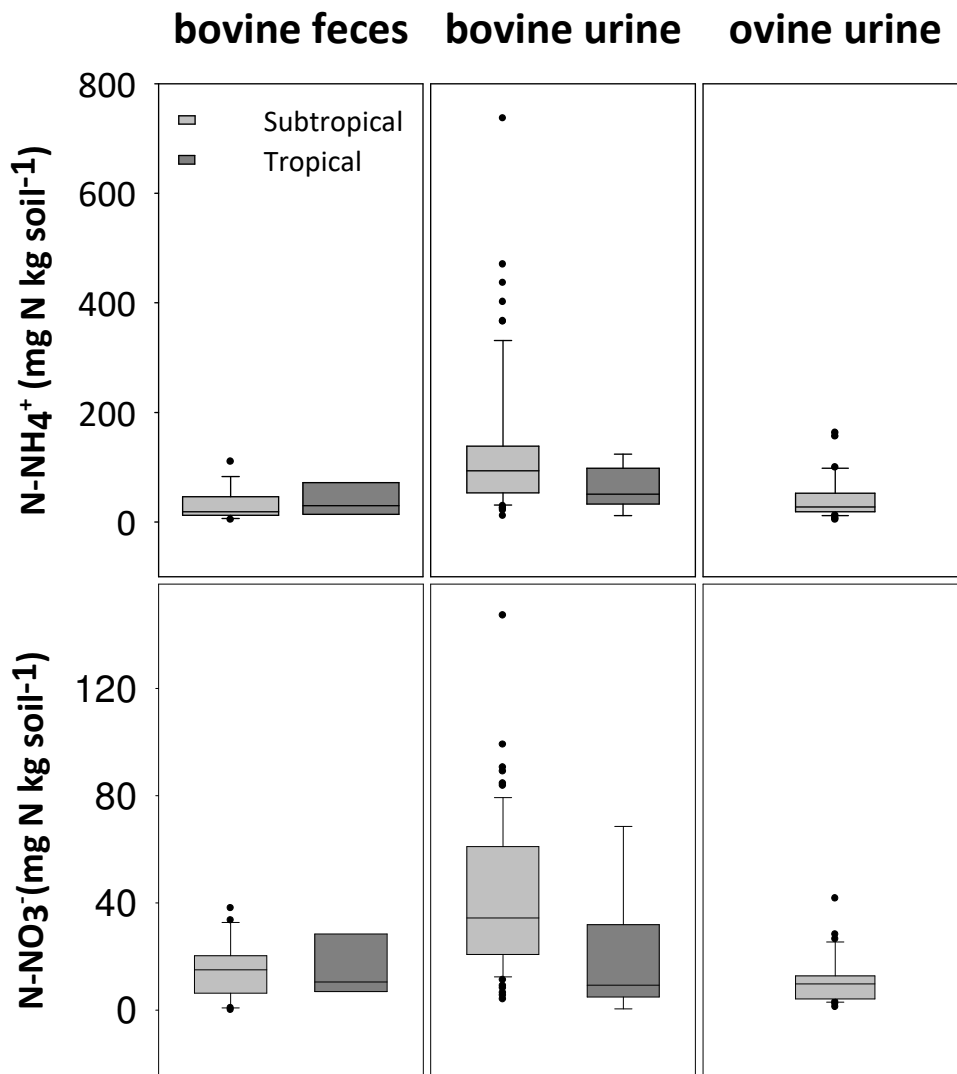 bovine feces bovine urine ovine urine
N-NH4⁺ (mg N kg soil-1)
800
600
400
200
0
Subtropical
Tropical
N-NO3⁻(mg N kg soil-1)
120
80
40
0